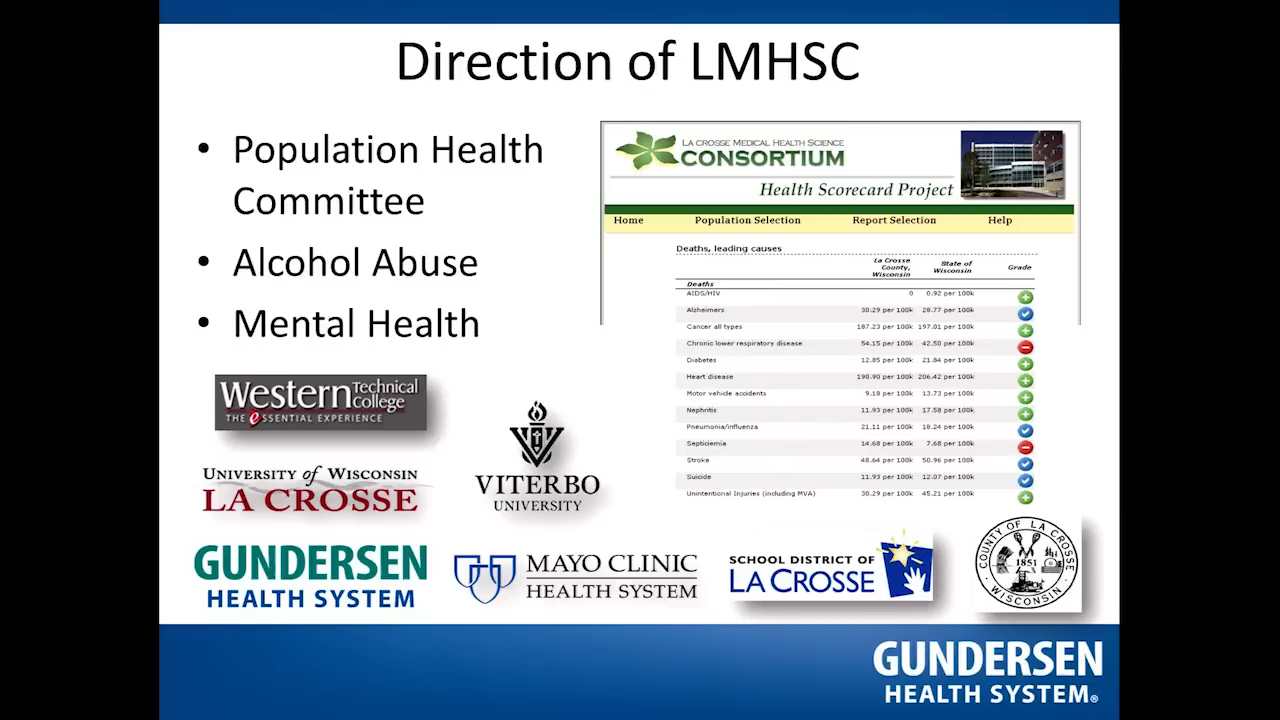 Direction of LMHSC
• Population Health
Committee
• Alcohol Abuse
• Mental Health
LA CROSSE MEDICAL HEALTH SCIENCE
CONSORTIUM
Health Scorecard Project
Home Population Selection Report Selection Help
Deaths, leading causes
La Crosse County, Wisconsin State of Wisconsin Grade
Deaths
AIDS/HIV 0 0.92 per 100k
Alzheimers 30.29 per 100k 28.77 per 100k
Cancer all types 187.23 per 100k 197.01 per 100k
Chronic lower respiratory disease 54.15 per 100k 42.50 per 100k
Diabetes 12.85 per 100k 21.84 per 100k
Heart disease 190.90 per 100k 206.42 per 100k
Motor vehicle accidents 9.18 per 100k 13.73 per 100k
Nephritis 11.93 per 100k 17.58 per 100k
Pneumonia/influenza 21.11 per 100k 18.24 per 100k
Septicemia 14.68 per 100k 7.68 per 100k
Stroke 48.64 per 100k 50.96 per 100k
Suicide 11.93 per 100k 12.07 per 100k
Unintentional Injuries (including MVA) 30.29 per 100k 45.21 per 100k
Western Technical College
THE eSSENTIAL EXPERIENCE
UNIVERSITY of WISCONSIN
LA CROSSE
VITERBO
UNIVERSITY
GUNDERSEN
HEALTH SYSTEM
MAYO CLINIC
HEALTH SYSTEM
SCHOOL DISTRICT OF
LA CROSSE
COUNTY OF LA CROSSE
1851
WISCONSIN
GUNDERSEN
HEALTH SYSTEM®